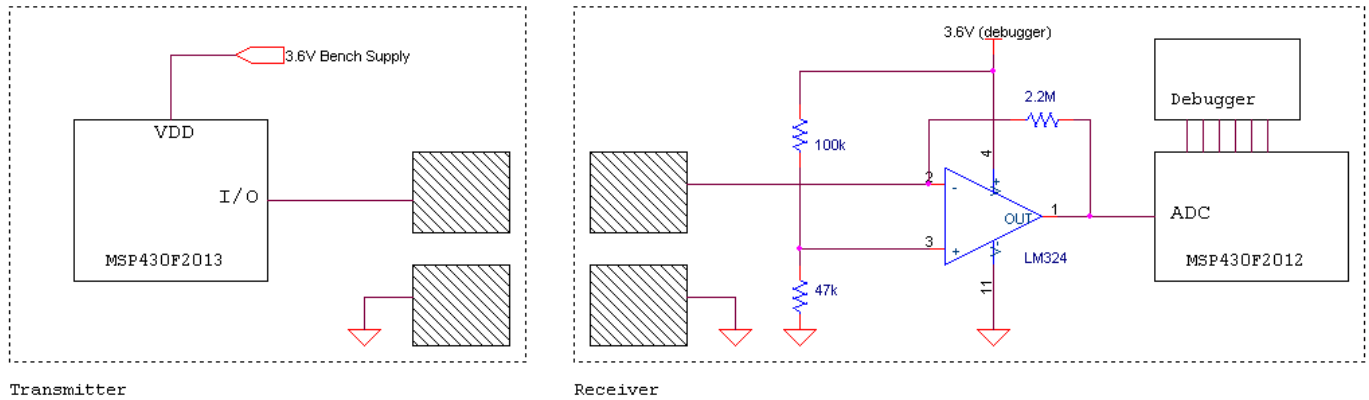 3.6V Bench Supply
VDD
I/O
MSP430F2013
Transmitter
3.6V (debugger)
2.2M
100k
4
V+
2
-
OUT
1
3
+
V-
LM324
11
47k
Debugger
ADC
MSP430F2012
Receiver